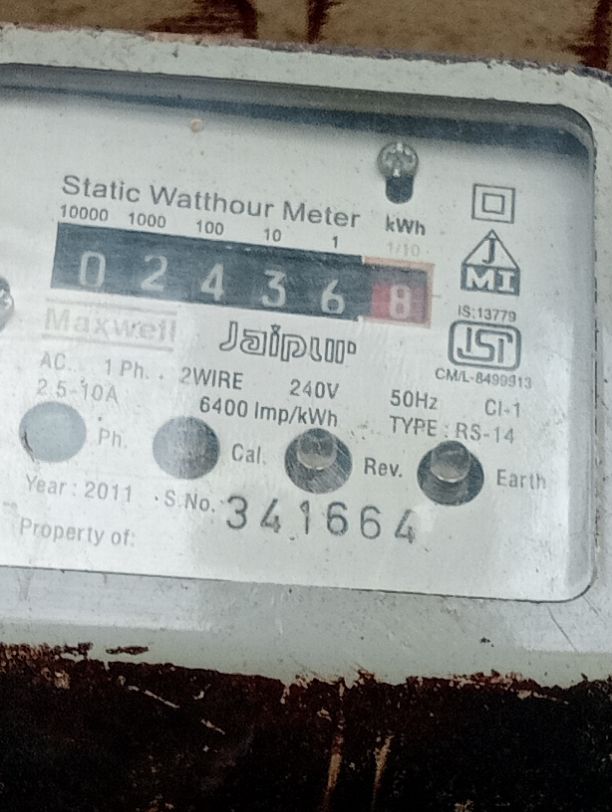 Static Watthour Meter
kWh
10000 1000 100 10 1 1/10
0 2 4 3 6 8
JMI
IS:13779
ISI
CM/L-8499913
Maxwell
Jaipur
AC. 1 Ph. 2WIRE 240V 50Hz Cl-1
2.5-10A 6400 Imp/kWh TYPE : RS-14
Ph. Cal. Rev. Earth
Year : 2011 S.No. 341664
Property of: